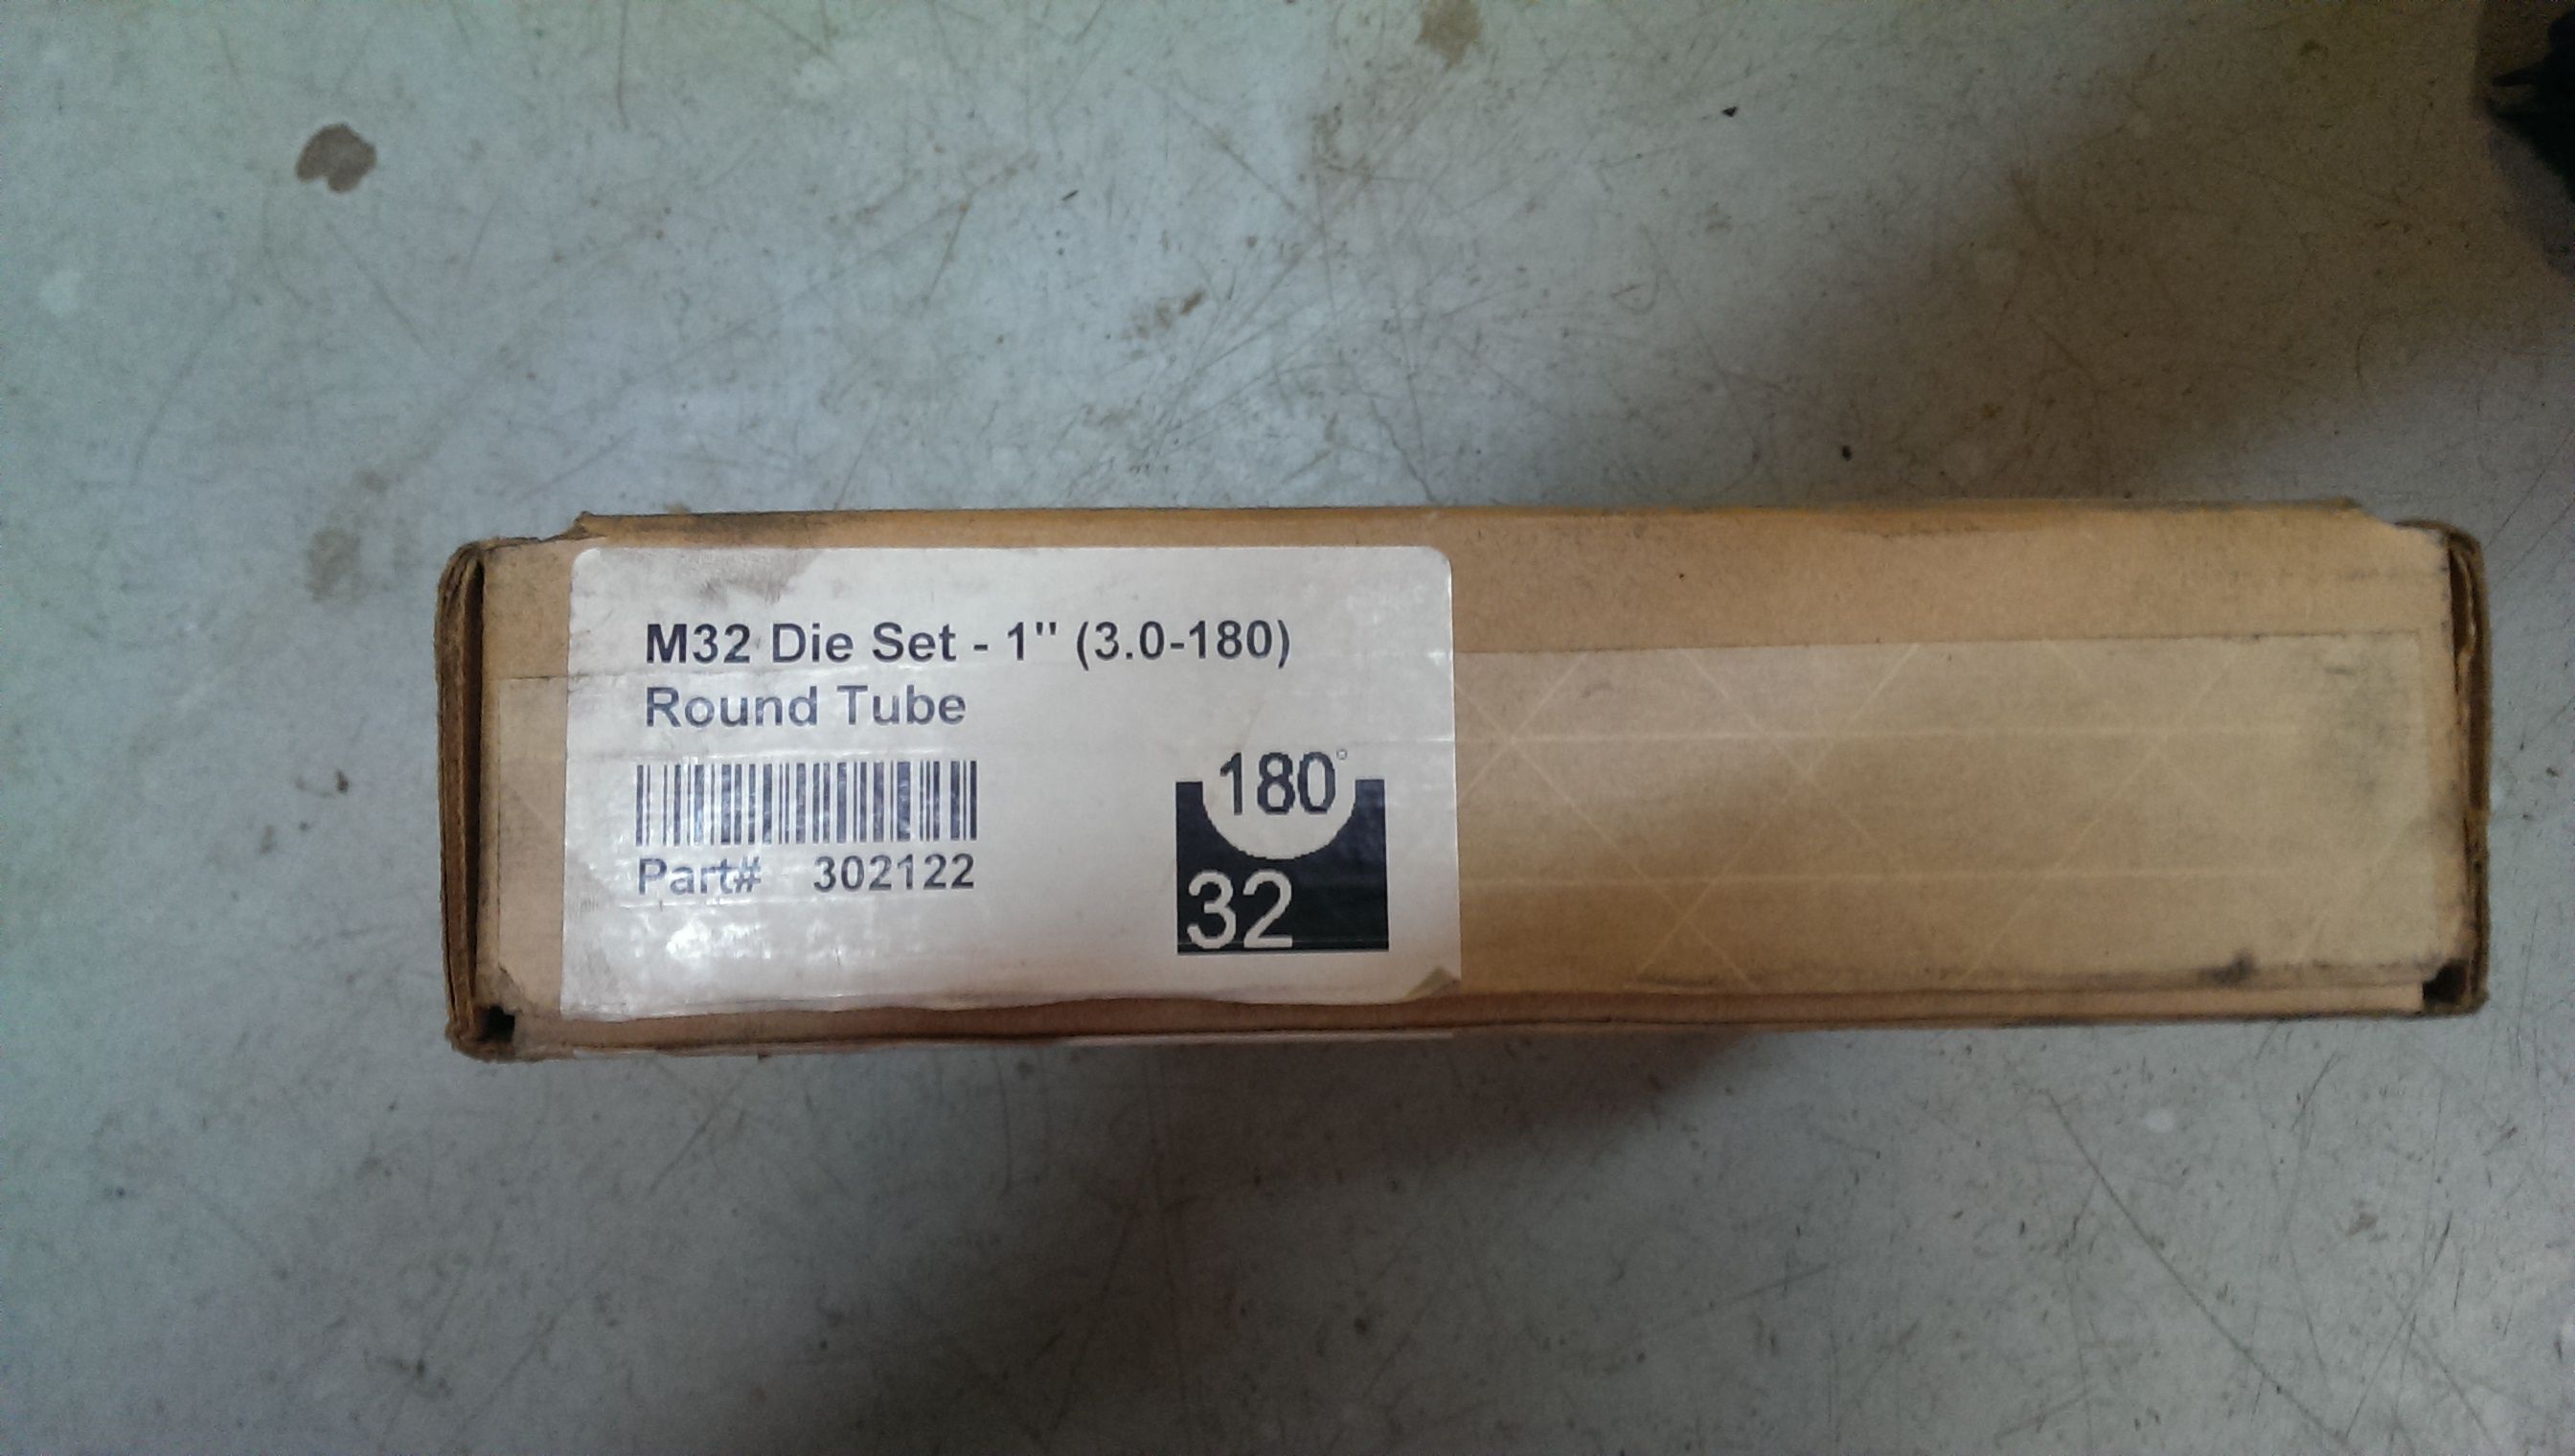 M32 Die Set - 1" (3.0-180)
Round Tube
Part# 302122
180°
32